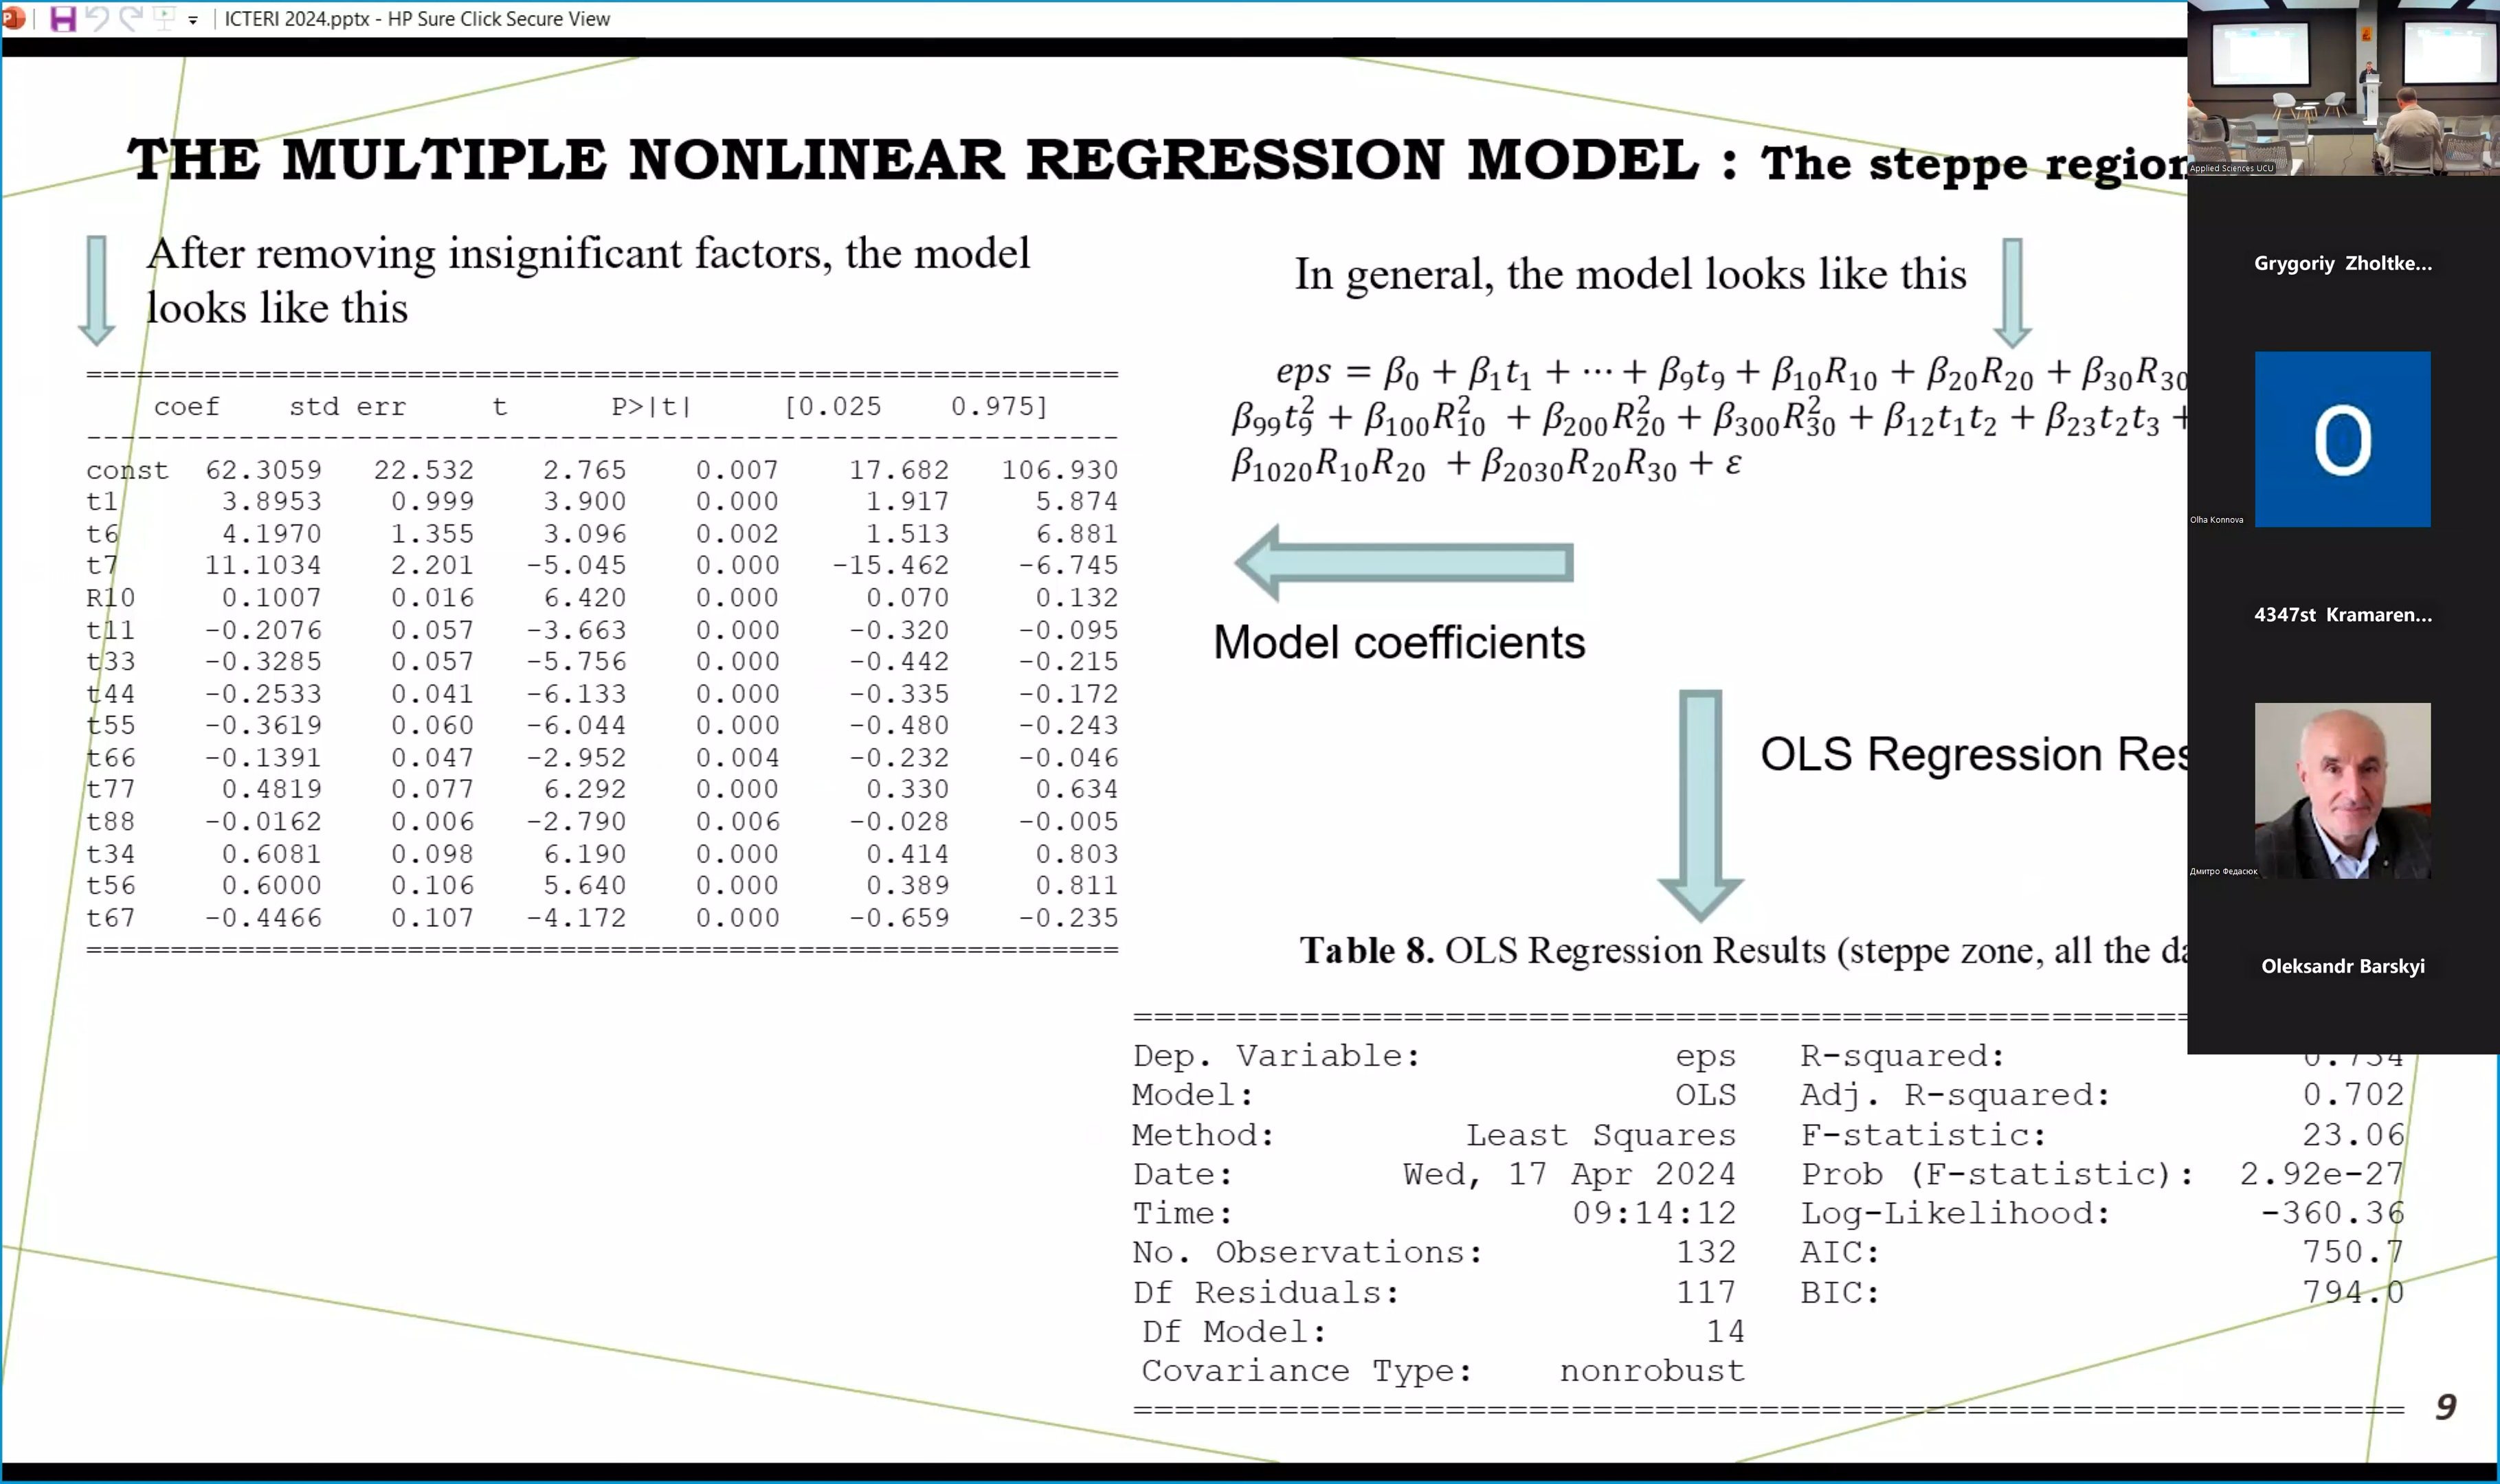 ICTERI 2024.pptx - HP Sure Click Secure View
THE MULTIPLE NONLINEAR REGRESSION MODEL : The steppe region
After removing insignificant factors, the model
looks like this
==============================================================
coef std err t P>|t| [0.025 0.975]
--------------------------------------------------------------
const 62.3059 22.532 2.765 0.007 17.682 106.930
t1 3.8953 0.999 3.900 0.000 1.917 5.874
t6 4.1970 1.355 3.096 0.002 1.513 6.881
t7 11.1034 2.201 -5.045 0.000 -15.462 -6.745
R10 0.1007 0.016 6.420 0.000 0.070 0.132
t11 -0.2076 0.057 -3.663 0.000 -0.320 -0.095
t33 -0.3285 0.057 -5.756 0.000 -0.442 -0.215
t44 -0.2533 0.041 -6.133 0.000 -0.335 -0.172
t55 -0.3619 0.060 -6.044 0.000 -0.480 -0.243
t66 -0.1391 0.047 -2.952 0.004 -0.232 -0.046
t77 0.4819 0.077 6.292 0.000 0.330 0.634
t88 -0.0162 0.006 -2.790 0.006 -0.028 -0.005
t34 0.6081 0.098 6.190 0.000 0.414 0.803
t56 0.6000 0.106 5.640 0.000 0.389 0.811
t67 -0.4466 0.107 -4.172 0.000 -0.659 -0.235
==============================================================
In general, the model looks like this
eps = β₀ + β₁t₁ + ⋯ + β₉t₉ + β₁₀R₁₀ + β₂₀R₂₀ + β₃₀R₃₀
β₉₉t₉² + β₁₀₀R₁₀² + β₂₀₀R₂₀² + β₃₀₀R₃₀² + β₁₂t₁t₂ + β₂₃t₂t₃ +
β₁₀₂₀R₁₀R₂₀ + β₂₀₃₀R₂₀R₃₀ + ε
Model coefficients
OLS Regression Res
Table 8. OLS Regression Results (steppe zone, all the da
==============================================================
Dep. Variable: eps R-squared: 0.734
Model: OLS Adj. R-squared: 0.702
Method: Least Squares F-statistic: 23.06
Date: Wed, 17 Apr 2024 Prob (F-statistic): 2.92e-27
Time: 09:14:12 Log-Likelihood: -360.36
No. Observations: 132 AIC: 750.7
Df Residuals: 117 BIC: 794.0
Df Model: 14
Covariance Type: nonrobust
==============================================================
9
Applied Sciences UCU
Grygoriy Zholtke...
O
Olha Konnova
4347st Kramaren...
Дмитро Федасюк
Oleksandr Barskyi